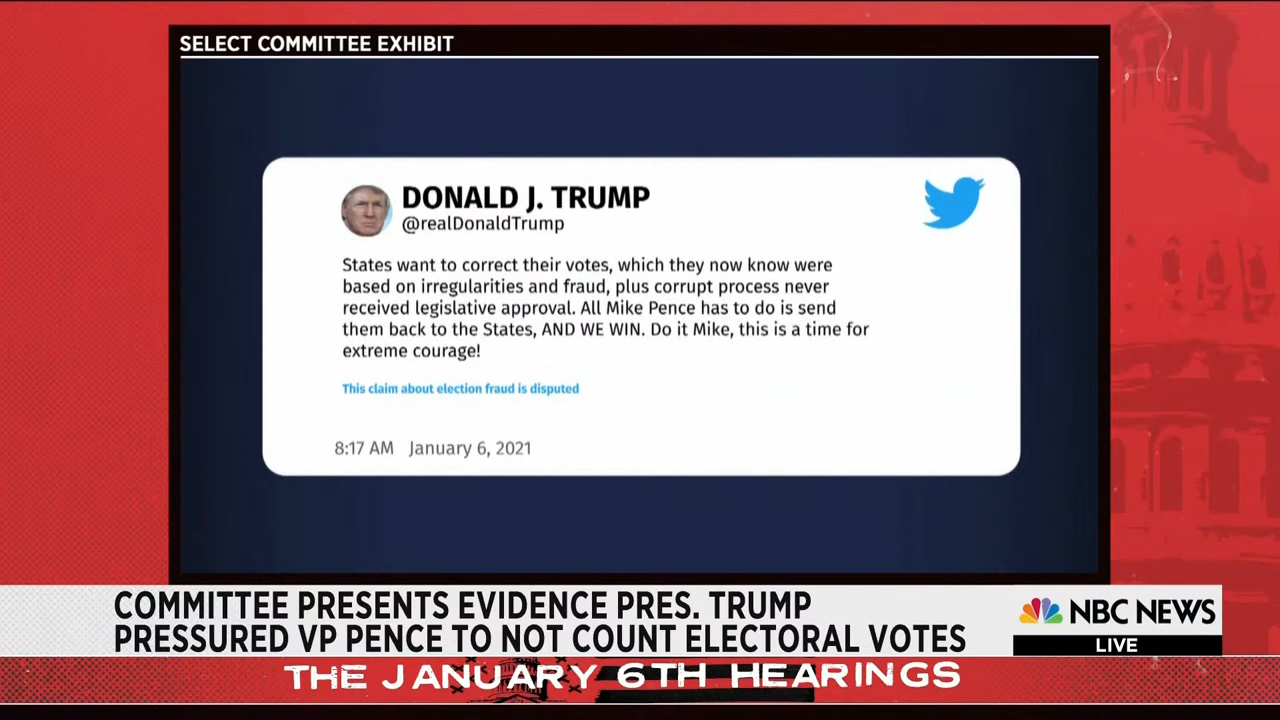 SELECT COMMITTEE EXHIBIT
DONALD J. TRUMP
@realDonaldTrump
States want to correct their votes, which they now know were
based on irregularities and fraud, plus corrupt process never
received legislative approval. All Mike Pence has to do is send
them back to the States, AND WE WIN. Do it Mike, this is a time for
extreme courage!
This claim about election fraud is disputed
8:17 AM January 6, 2021
COMMITTEE PRESENTS EVIDENCE PRES. TRUMP
PRESSURED VP PENCE TO NOT COUNT ELECTORAL VOTES
NBC NEWS
LIVE
THE JANUARY 6TH HEARINGS